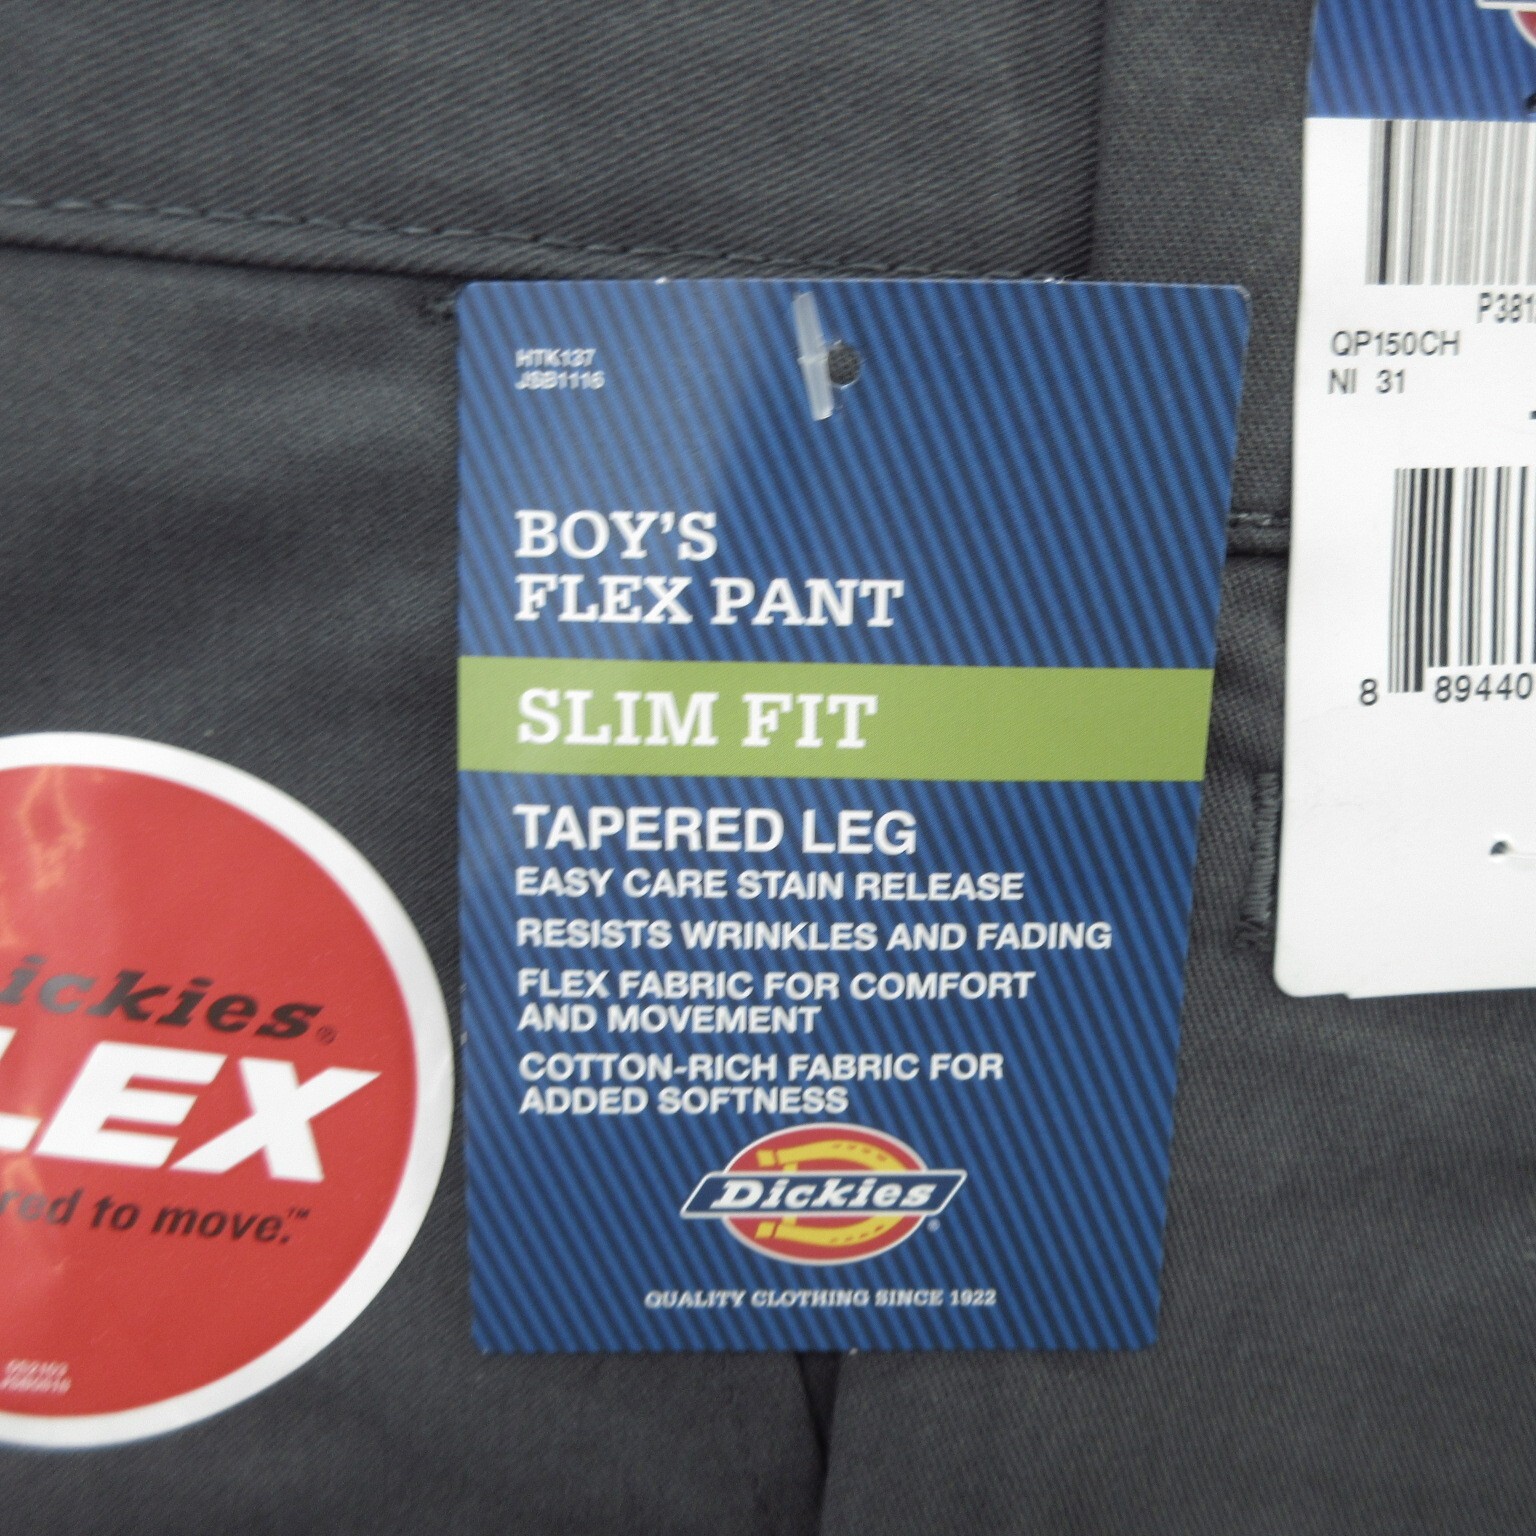 HTK137
JSB1116
BOY'S
FLEX PANT
SLIM FIT
TAPERED LEG
EASY CARE STAIN RELEASE
RESISTS WRINKLES AND FADING
FLEX FABRIC FOR COMFORT
AND MOVEMENT
COTTON-RICH FABRIC FOR
ADDED SOFTNESS
Dickies®
QUALITY CLOTHING SINCE 1922
ickies®
LEX
red to move.™
P381
QP150CH
NI 31
8 89440